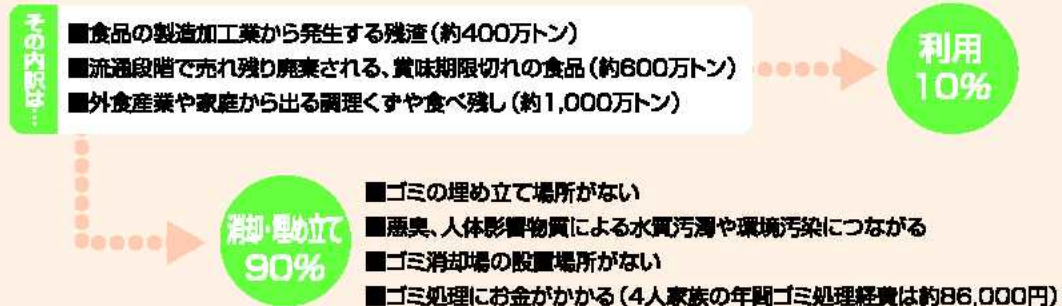 その内訳は…
■食品の製造加工業から発生する残渣(約400万トン)
■流通段階で売れ残り廃棄される、賞味期限切れの食品(約600万トン)
■外食産業や家庭から出る調理くずや食べ残し(約1,000万トン)
利用
10%
消却・埋め立て
90%
■ゴミの埋め立て場所がない
■悪臭、人体影響物質による水質汚濁や環境汚染につながる
■ゴミ消却場の設置場所がない
■ゴミ処理にお金がかかる(4人家族の年間ゴミ処理経費は約86,000円)